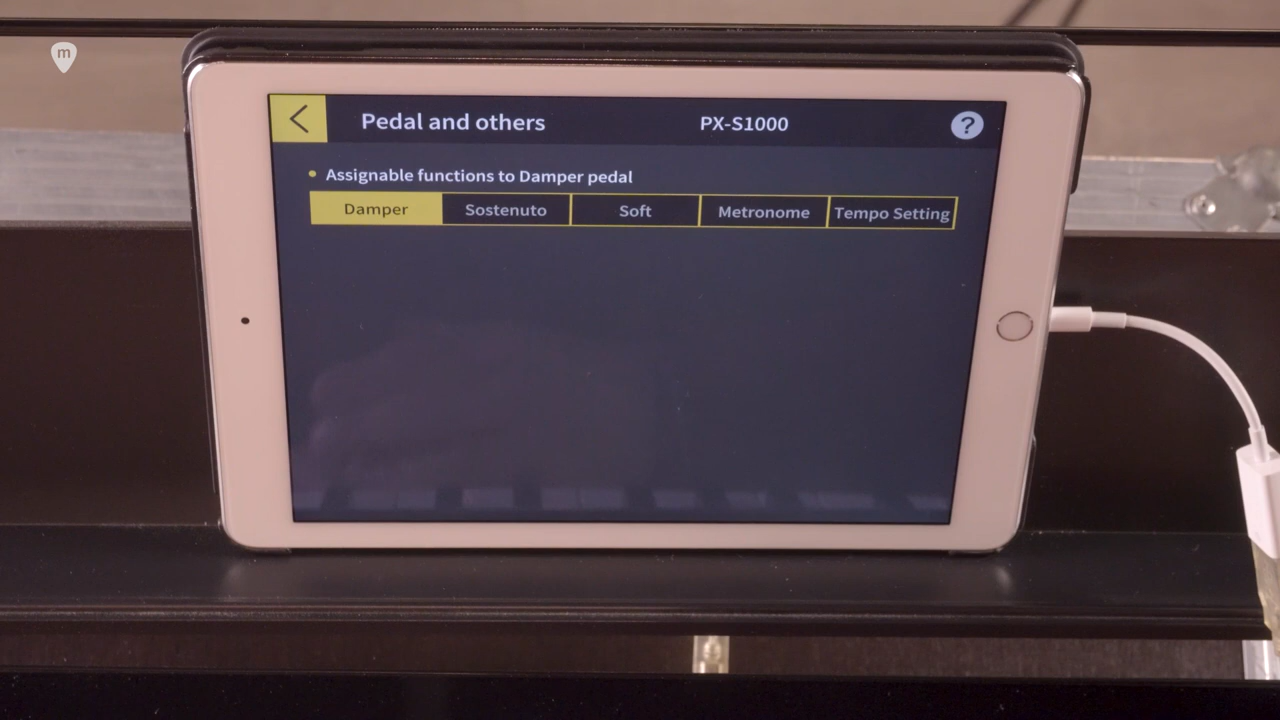 m
< Pedal and others PX-S1000 ?
• Assignable functions to Damper pedal
Damper Sostenuto Soft Metronome Tempo Setting